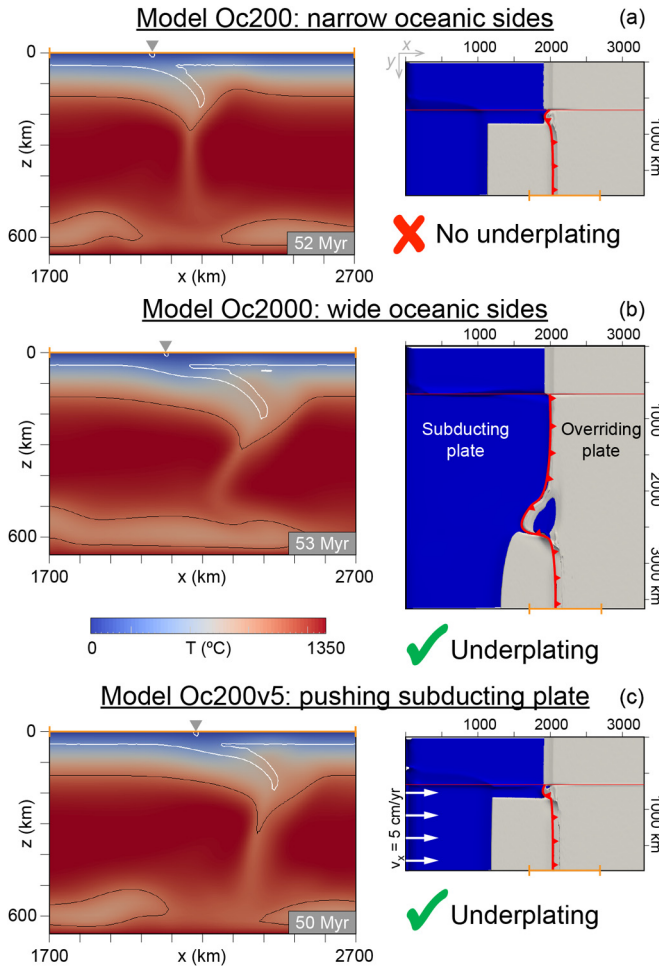 Model Oc200: narrow oceanic sides
(a)
0
z (km)
600
52 Myr
1700
x (km)
2700
x
y
1000
2000
3000
1000 km
No underplating
Model Oc2000: wide oceanic sides
(b)
0
z (km)
600
53 Myr
1700
x (km)
2700
1000
2000
3000
Subducting
plate
Overriding
plate
1000
2000
3000 km
0
T (ºC)
1350
Underplating
Model Oc200v5: pushing subducting plate
(c)
0
z (km)
600
50 Myr
1700
x (km)
2700
1000
2000
3000
vx = 5 cm/yr
1000 km
Underplating